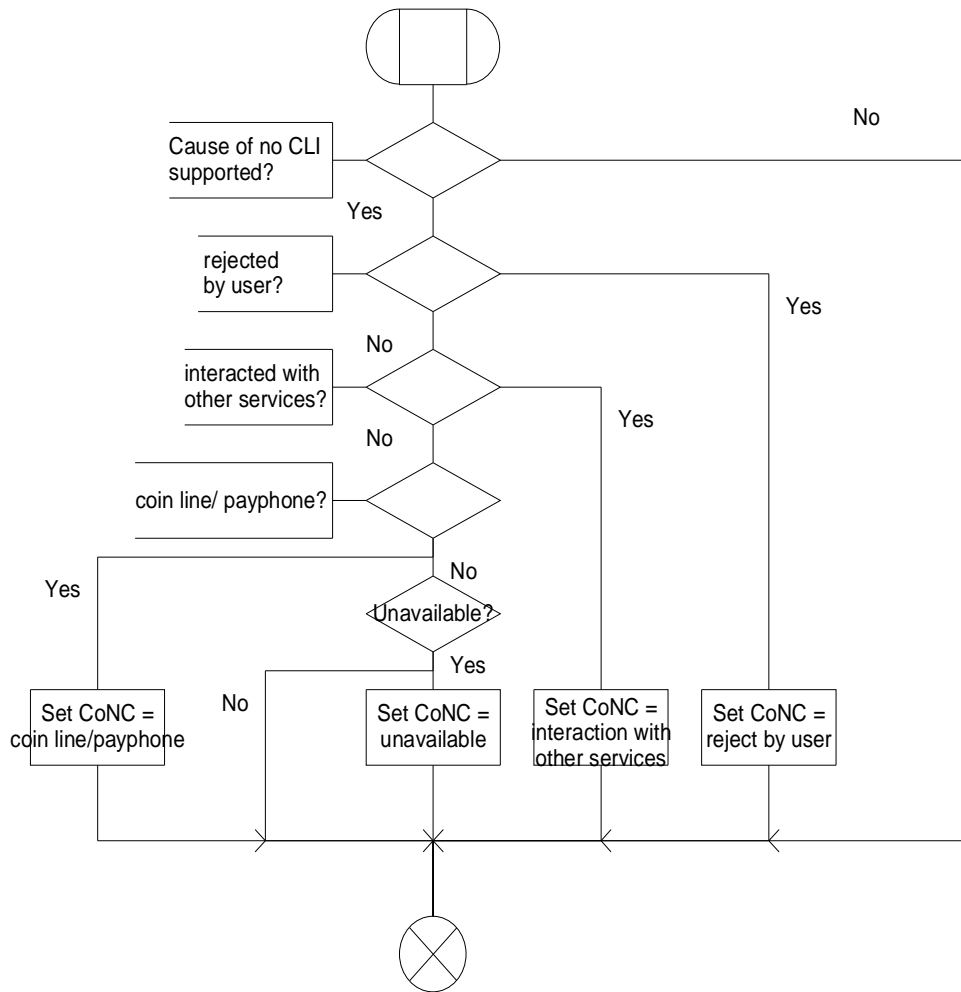 No
Cause of no CLI
supported?
Yes
rejected
by user?
Yes
No
interacted with
other services?
Yes
No
coin line/ payphone?
Yes
No
Unavailable?
Yes
No
Set CoNC =
coin line/payphone
Set CoNC =
unavailable
Set CoNC =
interaction with
other services
Set CoNC =
reject by user